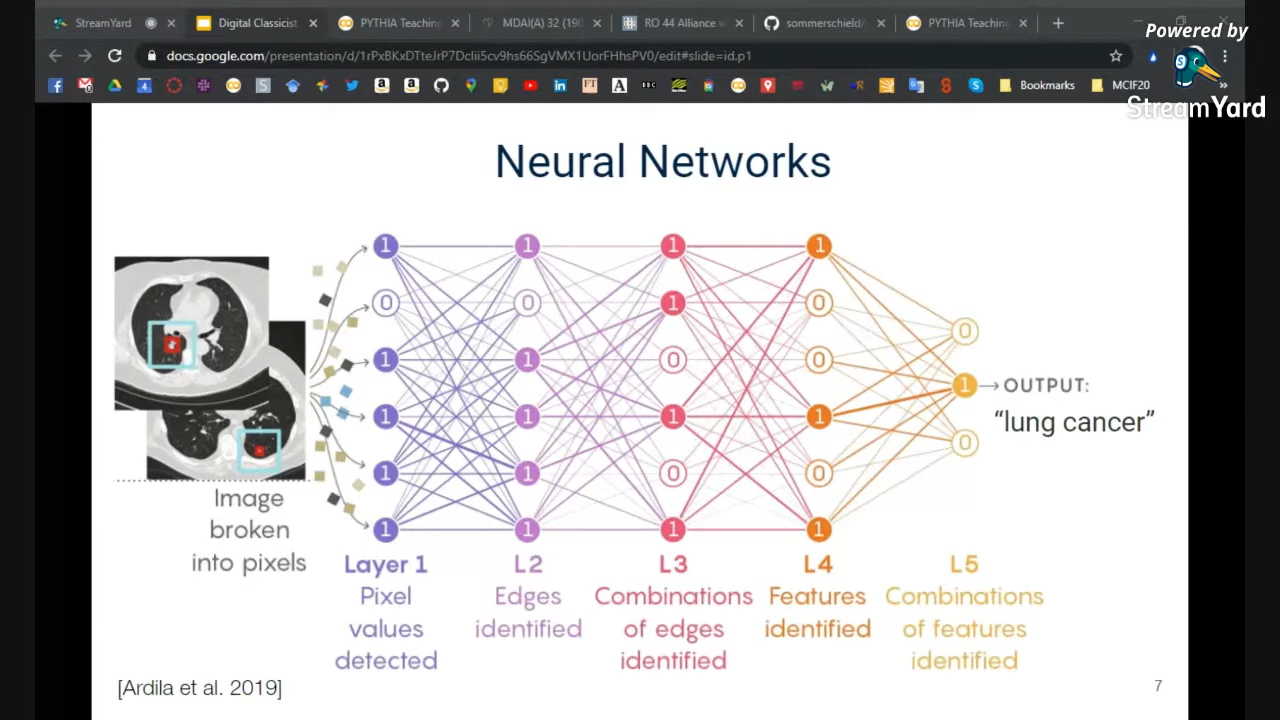 StreamYard
Digital Classicist
PYTHIA Teaching
MDAI(A) 32 (190
RO 44 Alliance
sommerschield/
PYTHIA Teaching
Powered by
StreamYard
docs.google.com/presentation/d/1rPxBKxDTteJrP7Dclii5cv9hs66SgVMX1UorFHhsPV0/edit#slide=id.p1
Bookmarks
MCIF20
Neural Networks
1 1 1 1
0 0 1 0
0
1 1 0 0
1 → OUTPUT:
“lung cancer”
1 1 1 1
0
1 1 0 0
1 1 1 1
Image
broken
into pixels
Layer 1
Pixel
values
detected
L2
Edges
identified
L3
Combinations
of edges
identified
L4
Features
identified
L5
Combinations
of features
identified
[Ardila et al. 2019]
7